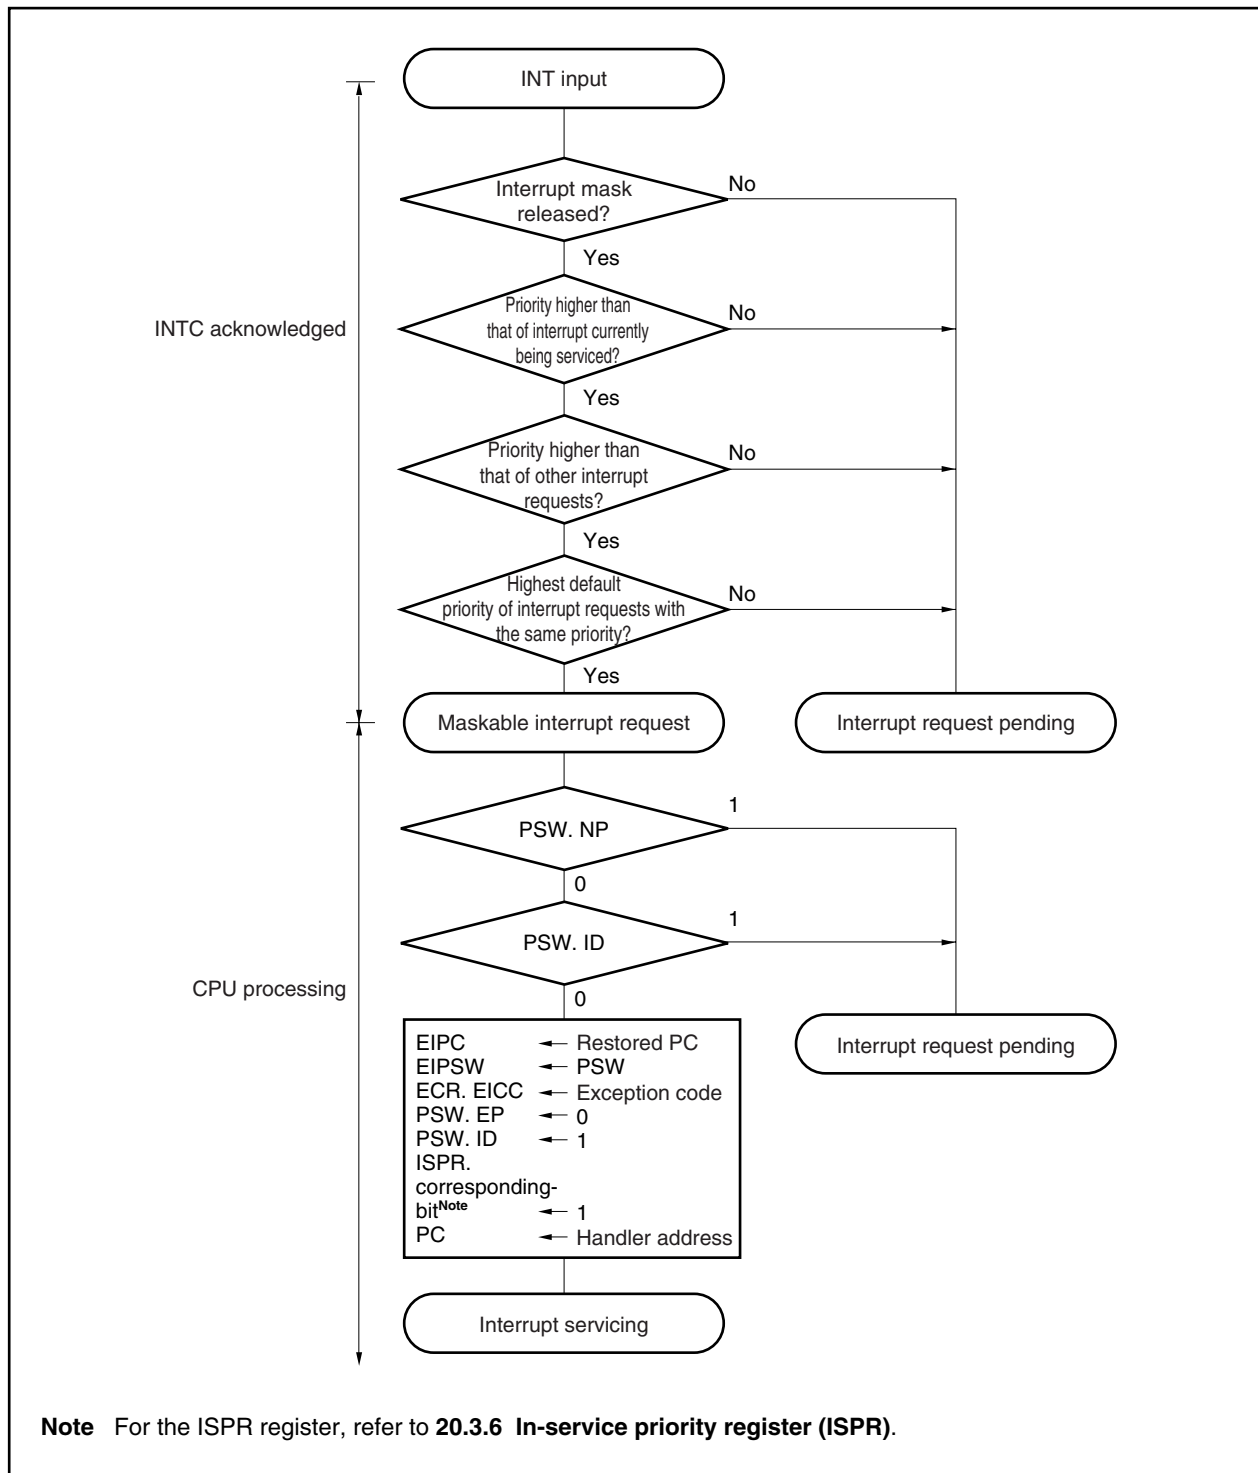 INT input
Interrupt mask
released?
No
Yes
Priority higher than
that of interrupt currently
being serviced?
No
INTC acknowledged
Yes
Priority higher than
that of other interrupt
requests?
No
Yes
Highest default
priority of interrupt requests with
the same priority?
No
Yes
Maskable interrupt request
Interrupt request pending
PSW. NP
1
0
PSW. ID
1
0
CPU processing
EIPC ← Restored PC
EIPSW ← PSW
ECR. EICC ← Exception code
PSW. EP ← 0
PSW. ID ← 1
ISPR.
corresponding-
bitNote ← 1
PC ← Handler address
Interrupt request pending
Interrupt servicing
Note For the ISPR register, refer to 20.3.6 In-service priority register (ISPR).